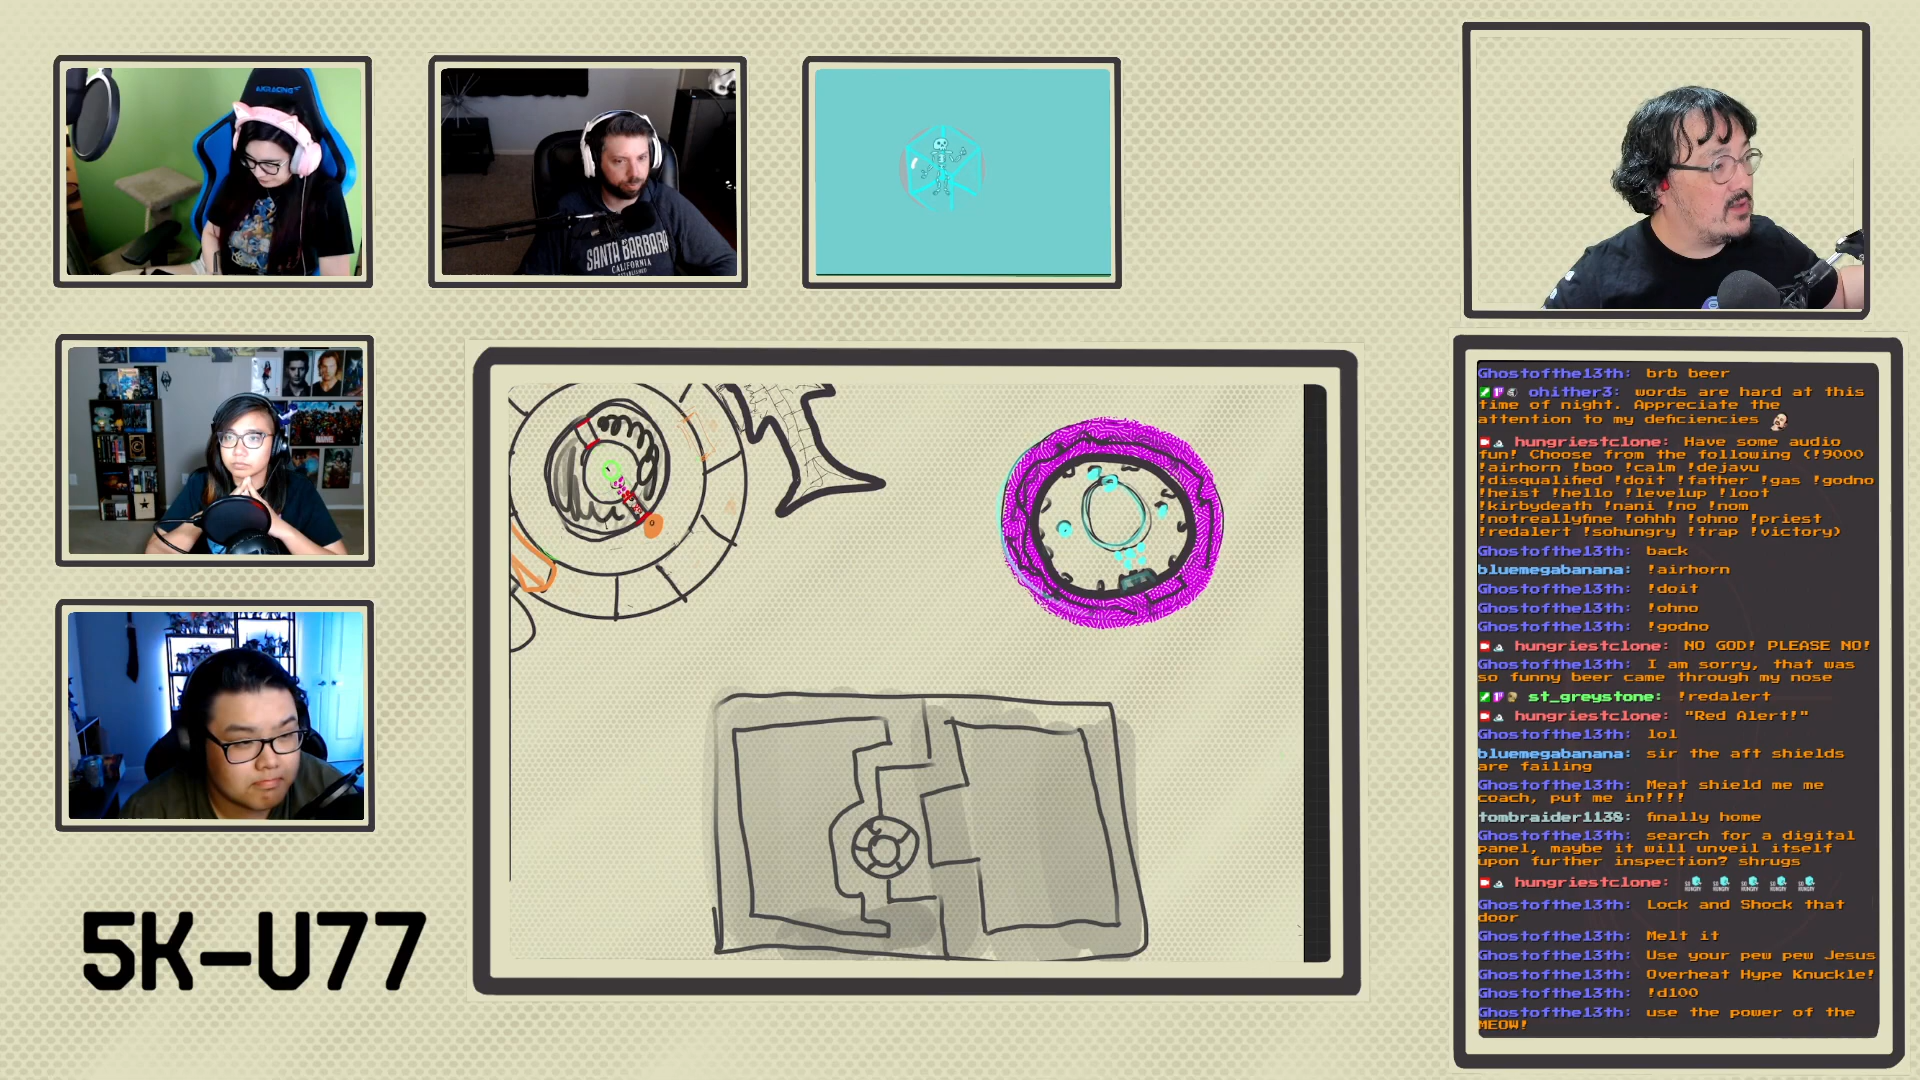 AKRACING
SANTA BARBARA
CALIFORNIA
MARVEL
5K-U77
Ghostofthe13th: brb beer
ohither3: words are hard at this
time of night. Appreciate the
attention to my deficiencies
hungriestclone: Have some audio
fun! Choose from the following (!9000
!airhorn !boo !calm !dejavu
!disqualified !doit !father !gas !godno
!heist !hello !levelup !loot
!kirbydeath !nani !no !nom
!notreallyfine !ohhh !ohno !priest
!redalert !sohungry !trap !victory)
Ghostofthe13th: back
bluemegabanana: !airhorn
Ghostofthe13th: !doit
Ghostofthe13th: !ohno
Ghostofthe13th: !godno
hungriestclone: NO GOD! PLEASE NO!
Ghostofthe13th: I am sorry, that was
so funny beer came through my nose
st_greystone: !redalert
hungriestclone: "Red Alert!"
Ghostofthe13th: lol
bluemegabanana: sir the aft shields
are failing
Ghostofthe13th: Meat shield me me
coach, put me in!!!!
tombraider1138: finally home
Ghostofthe13th: search for a digital
panel, maybe it will unveil itself
upon further inspection? shrugs
hungriestclone:
Ghostofthe13th: Lock and Shock that
door
Ghostofthe13th: Melt it
Ghostofthe13th: Use your pew pew Jesus
Ghostofthe13th: Overheat Hype Knuckle!
Ghostofthe13th: !d100
Ghostofthe13th: use the power of the
MEOW!